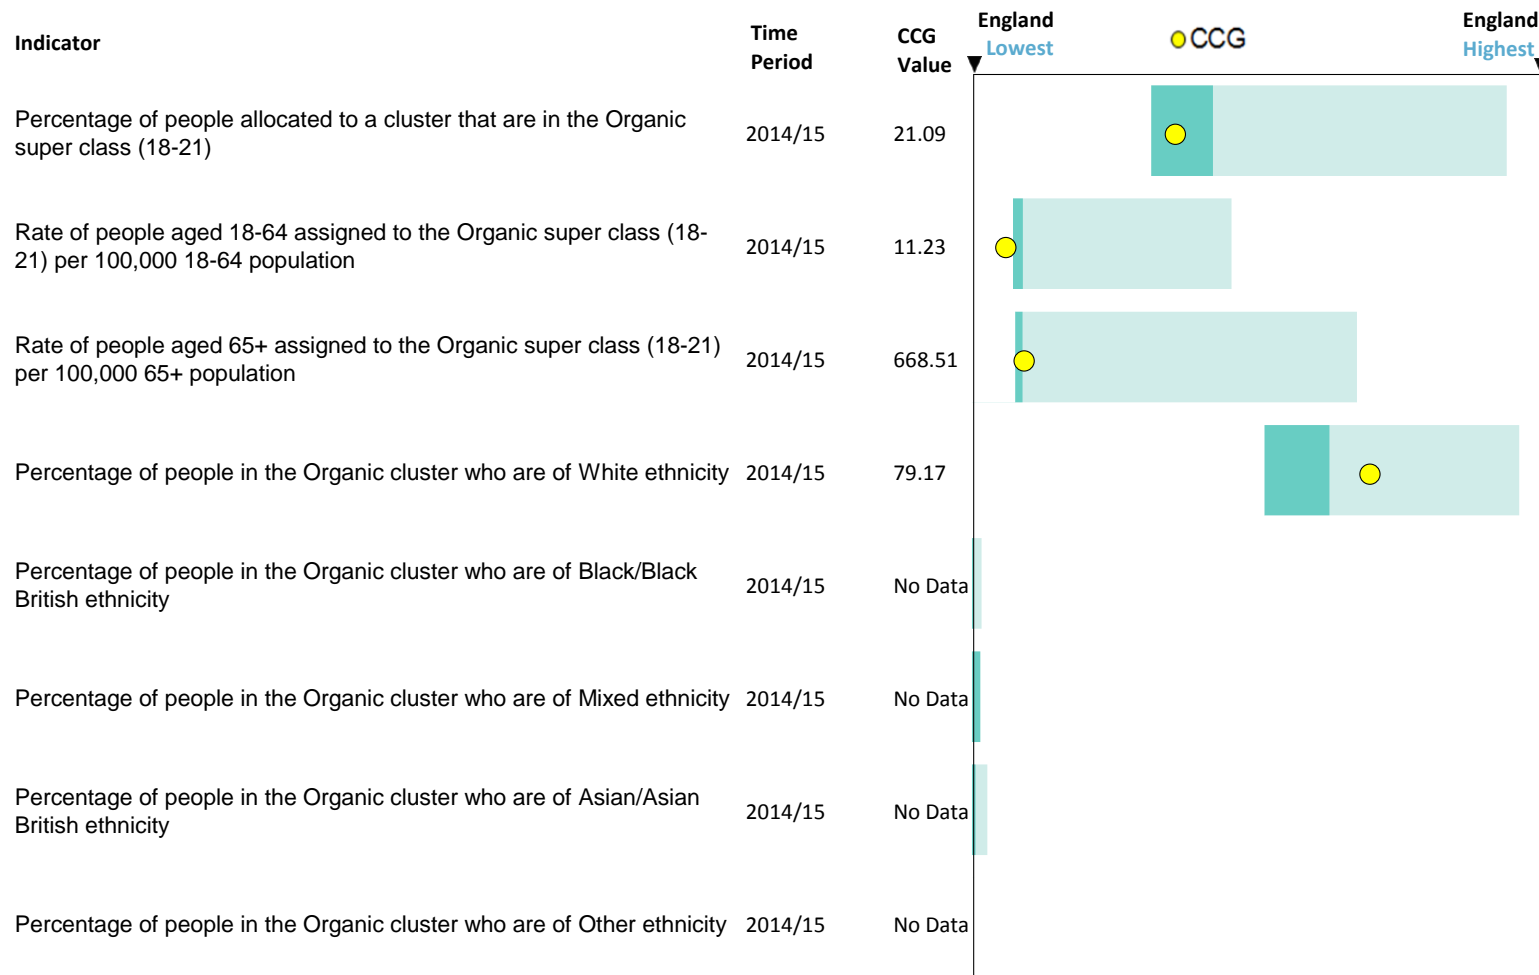 Indicator
Time
Period
CCG
Value
England
Lowest
CCG
England
Highest
Percentage of people allocated to a cluster that are in the Organic
super class (18-21)
2014/15
21.09
Rate of people aged 18-64 assigned to the Organic super class (18-
21) per 100,000 18-64 population
2014/15
11.23
Rate of people aged 65+ assigned to the Organic super class (18-21)
per 100,000 65+ population
2014/15
668.51
Percentage of people in the Organic cluster who are of White ethnicity
2014/15
79.17
Percentage of people in the Organic cluster who are of Black/Black
British ethnicity
2014/15
No Data
Percentage of people in the Organic cluster who are of Mixed ethnicity
2014/15
No Data
Percentage of people in the Organic cluster who are of Asian/Asian
British ethnicity
2014/15
No Data
Percentage of people in the Organic cluster who are of Other ethnicity
2014/15
No Data